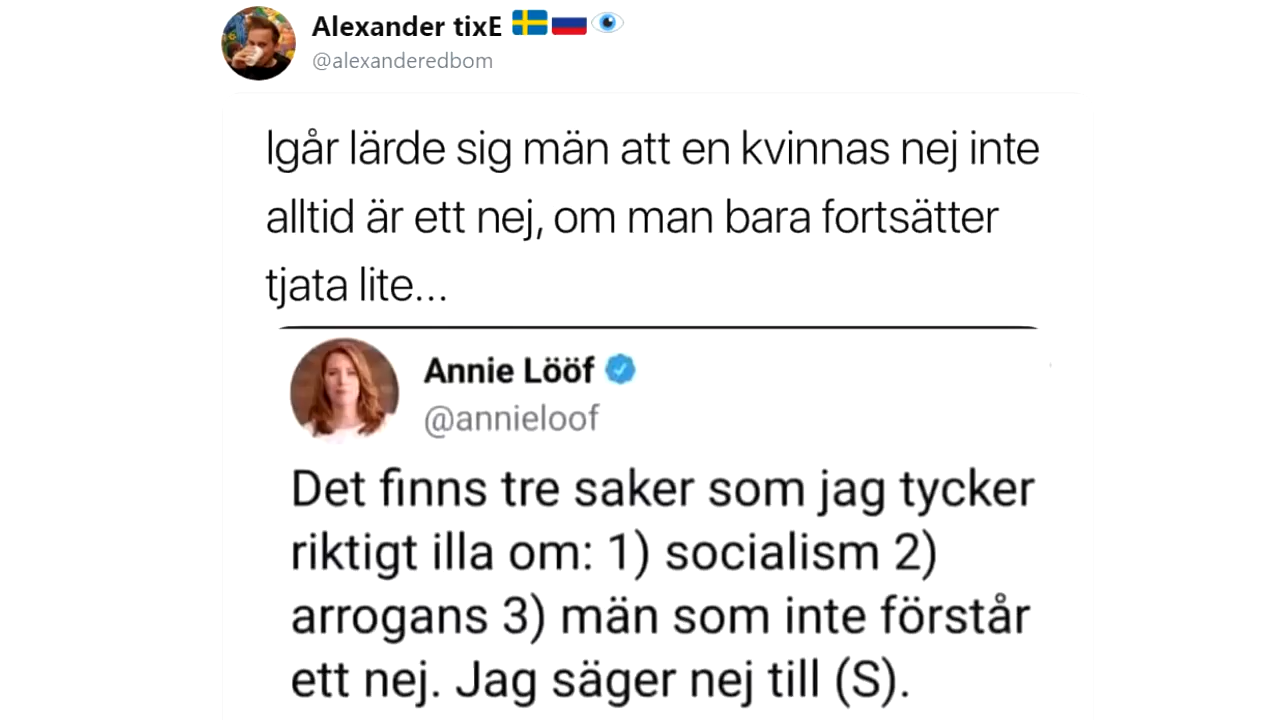 Alexander tixE 🇸🇪🇷🇺👁
@alexanderedbom
Igår lärde sig män att en kvinnas nej inte
alltid är ett nej, om man bara fortsätter
tjata lite...
Annie Lööf
@annieloof
Det finns tre saker som jag tycker
riktigt illa om: 1) socialism 2)
arrogans 3) män som inte förstår
ett nej. Jag säger nej till (S).